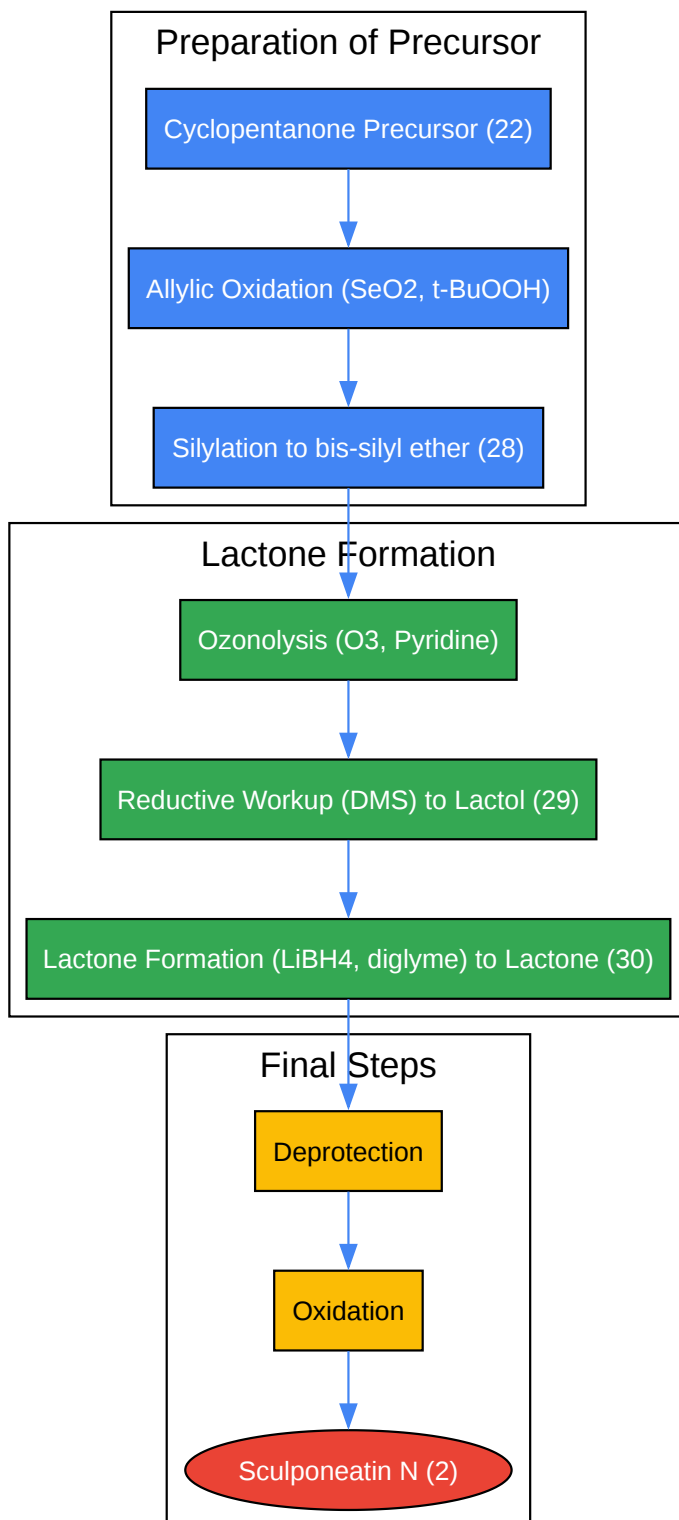 Preparation of Precursor
Cyclopentanone Precursor (22)
Allylic Oxidation (SeO2, t-BuOOH)
Silylation to bis-silyl ether (28)
Lactone Formation
Ozonolysis (O3, Pyridine)
Reductive Workup (DMS) to Lactol (29)
Lactone Formation (LiBH4, diglyme) to Lactone (30)
Final Steps
Deprotection
Oxidation
Sculponeatin N (2)